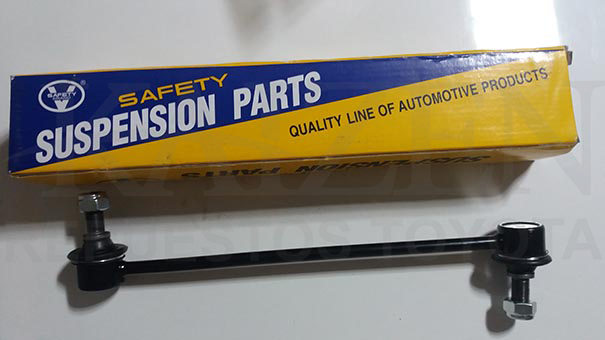 SAFETY
SAFETY
SUSPENSION PARTS
QUALITY LINE OF AUTOMOTIVE PRODUCTS
SUSPENSION PARTS
REPUESTOS TOYOTA